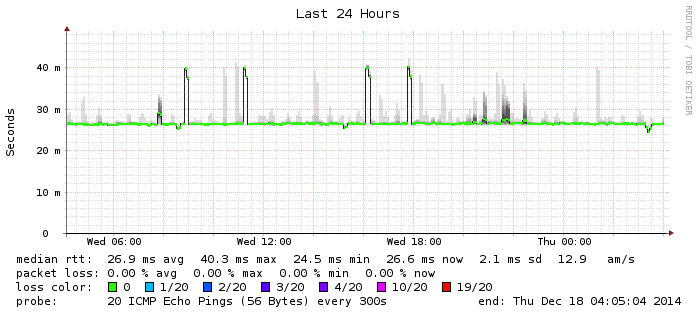 Last 24 Hours
RRDTOOL / TOBI OETIKER
Seconds
40 m
30 m
20 m
10 m
0
Wed 06:00 Wed 12:00 Wed 18:00 Thu 00:00
median rtt: 26.9 ms avg 40.3 ms max 24.5 ms min 26.6 ms now 2.1 ms sd 12.9 am/s
packet loss: 0.00 % avg 0.00 % max 0.00 % min 0.00 % now
loss color: 0 1/20 2/20 3/20 4/20 10/20 19/20
probe: 20 ICMP Echo Pings (56 Bytes) every 300s end: Thu Dec 18 04:05:04 2014